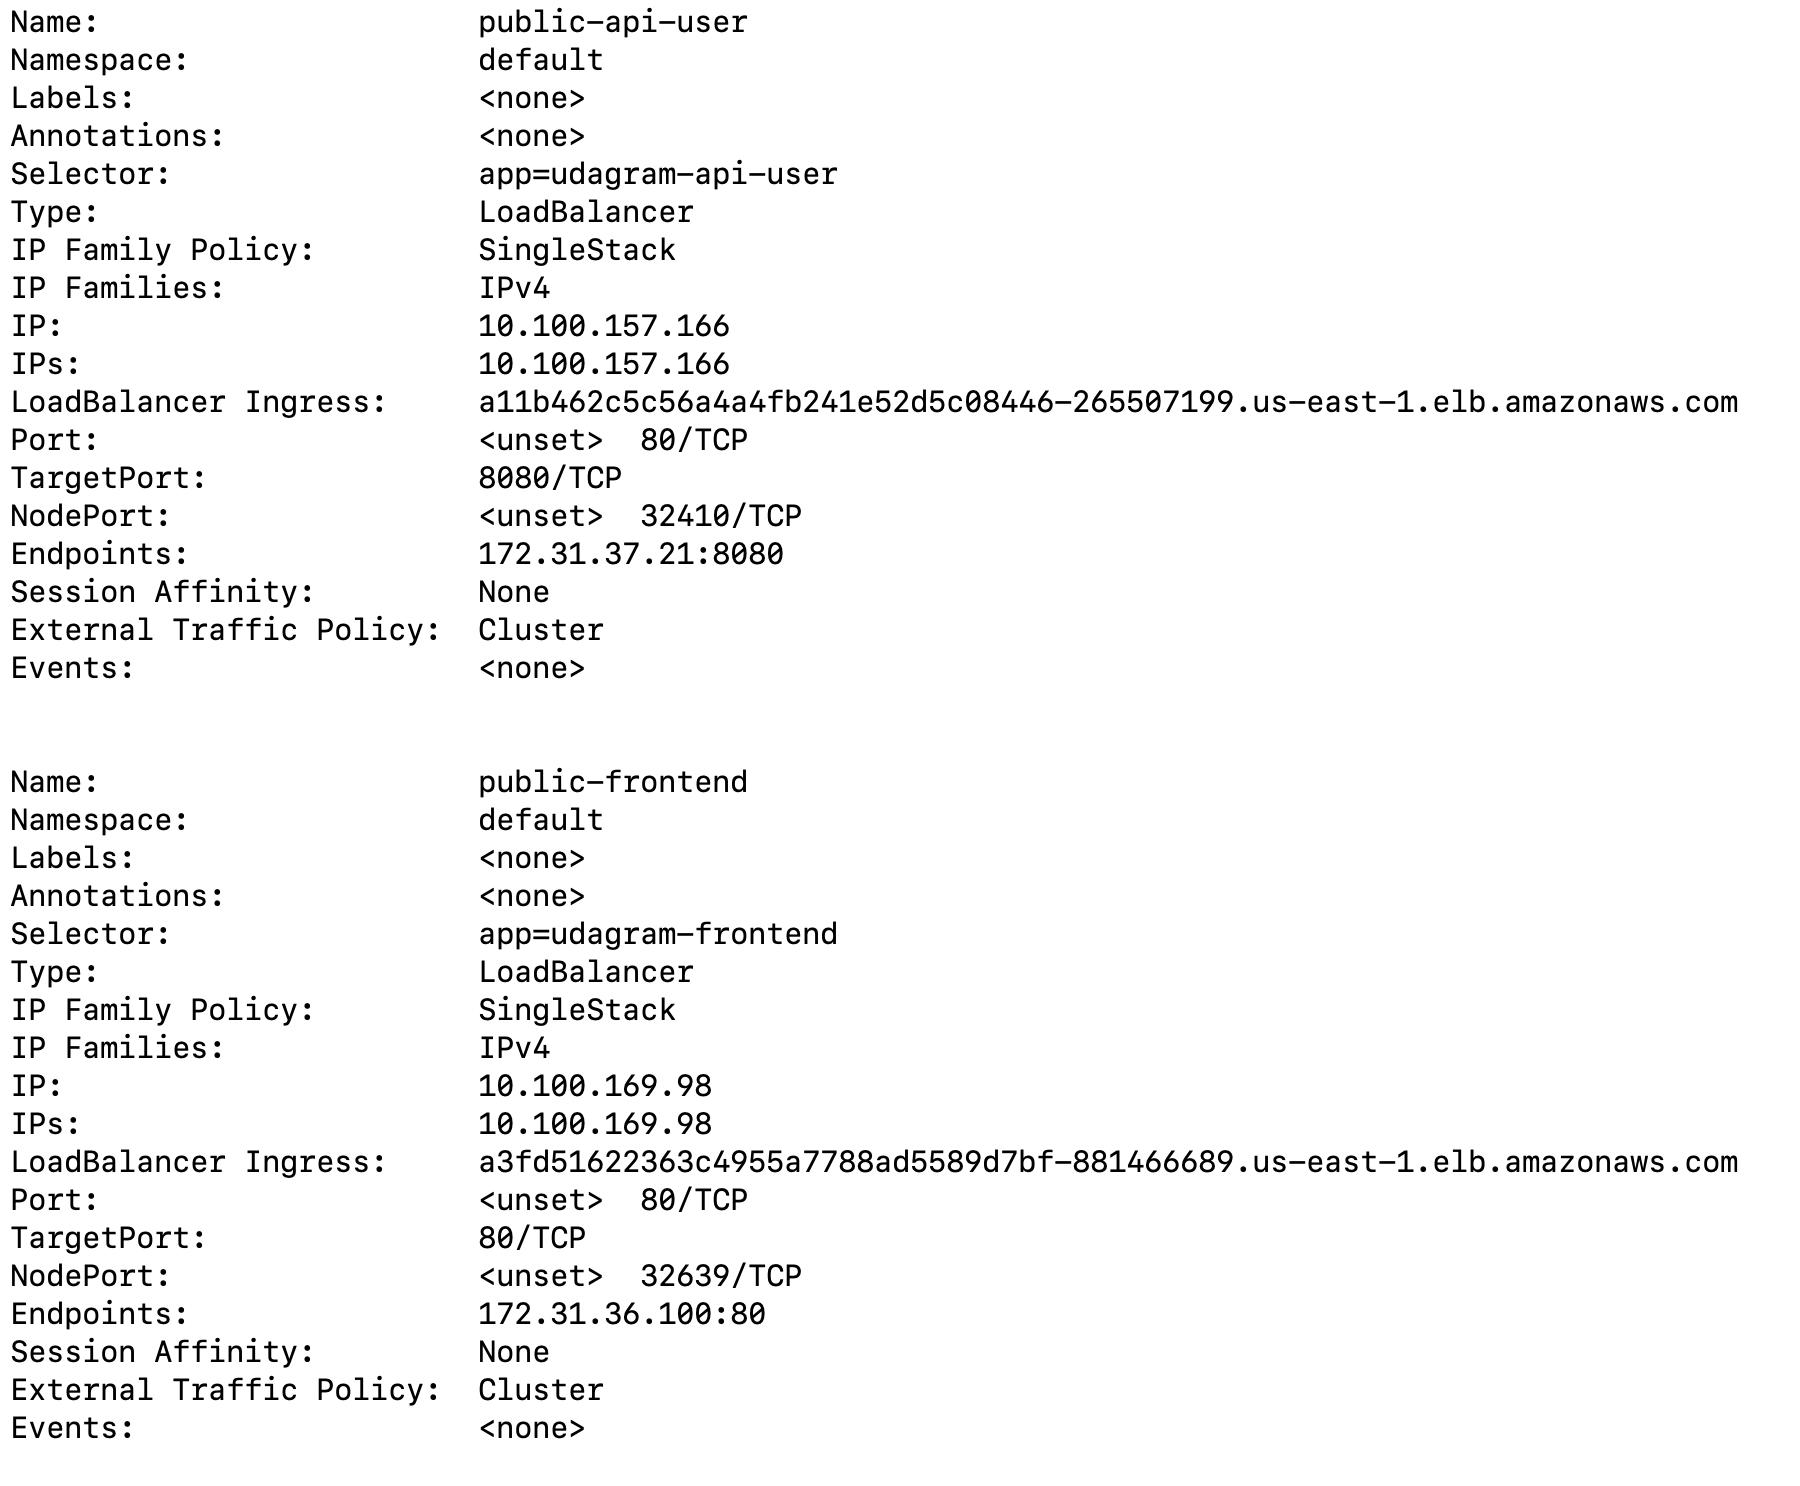 Name:                     public-api-user
Namespace:                default
Labels:                   <none>
Annotations:              <none>
Selector:                 app=udagram-api-user
Type:                     LoadBalancer
IP Family Policy:         SingleStack
IP Families:              IPv4
IP:                       10.100.157.166
IPs:                      10.100.157.166
LoadBalancer Ingress:     a11b462c5c56a4a4fb241e52d5c08446-265507199.us-east-1.elb.amazonaws.com
Port:                     <unset>  80/TCP
TargetPort:               8080/TCP
NodePort:                 <unset>  32410/TCP
Endpoints:                172.31.37.21:8080
Session Affinity:         None
External Traffic Policy:  Cluster
Events:                   <none>
Name:                     public-frontend
Namespace:                default
Labels:                   <none>
Annotations:              <none>
Selector:                 app=udagram-frontend
Type:                     LoadBalancer
IP Family Policy:         SingleStack
IP Families:              IPv4
IP:                       10.100.169.98
IPs:                      10.100.169.98
LoadBalancer Ingress:     a3fd51622363c4955a7788ad5589d7bf-881466689.us-east-1.elb.amazonaws.com
Port:                     <unset>  80/TCP
TargetPort:               80/TCP
NodePort:                 <unset>  32639/TCP
Endpoints:                172.31.36.100:80
Session Affinity:         None
External Traffic Policy:  Cluster
Events:                   <none>